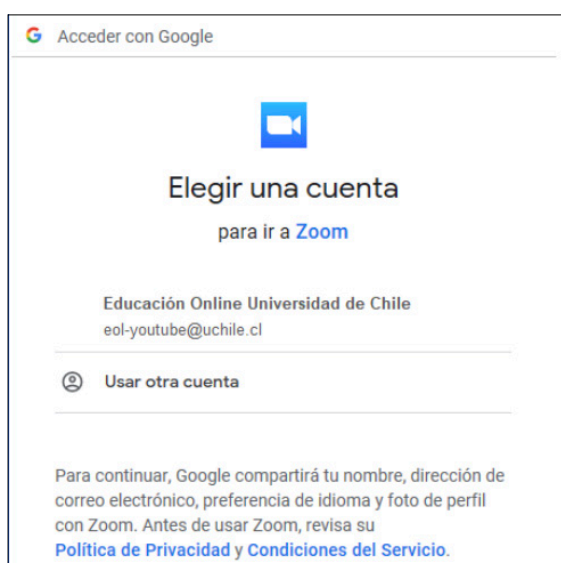 Acceder con Google
Elegir una cuenta
para ir a Zoom
Educación Online Universidad de Chile
eol-youtube@uchile.cl
Usar otra cuenta
Para continuar, Google compartirá tu nombre, dirección de
correo electrónico, preferencia de idioma y foto de perfil
con Zoom. Antes de usar Zoom, revisa su
Política de Privacidad y Condiciones del Servicio.